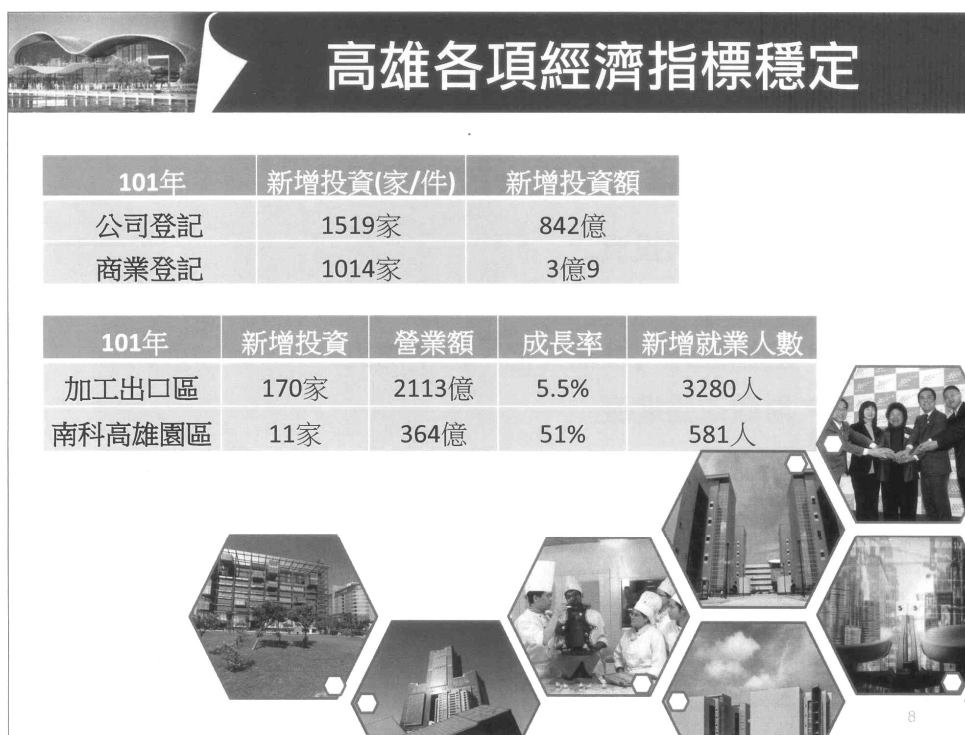 高雄各項經濟指標穩定
101年 新增投資(家/件) 新增投資額
公司登記 1519家 842億
商業登記 1014家 3億9
101年 新增投資 營業額 成長率 新增就業人數
加工出口區 170家 2113億 5.5% 3280人
南科高雄園區 11家 364億 51% 581人
8